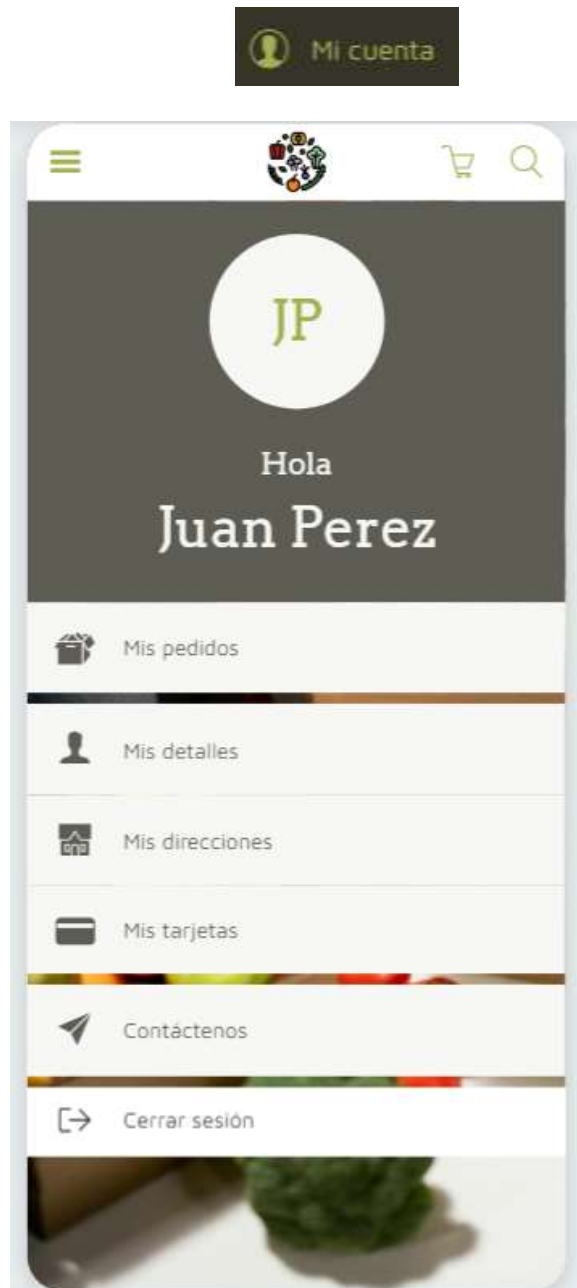 Mi cuenta
JP
Hola
Juan Perez
Mis pedidos
Mis detalles
Mis direcciones
Mis tarjetas
Contáctenos
Cerrar sesión